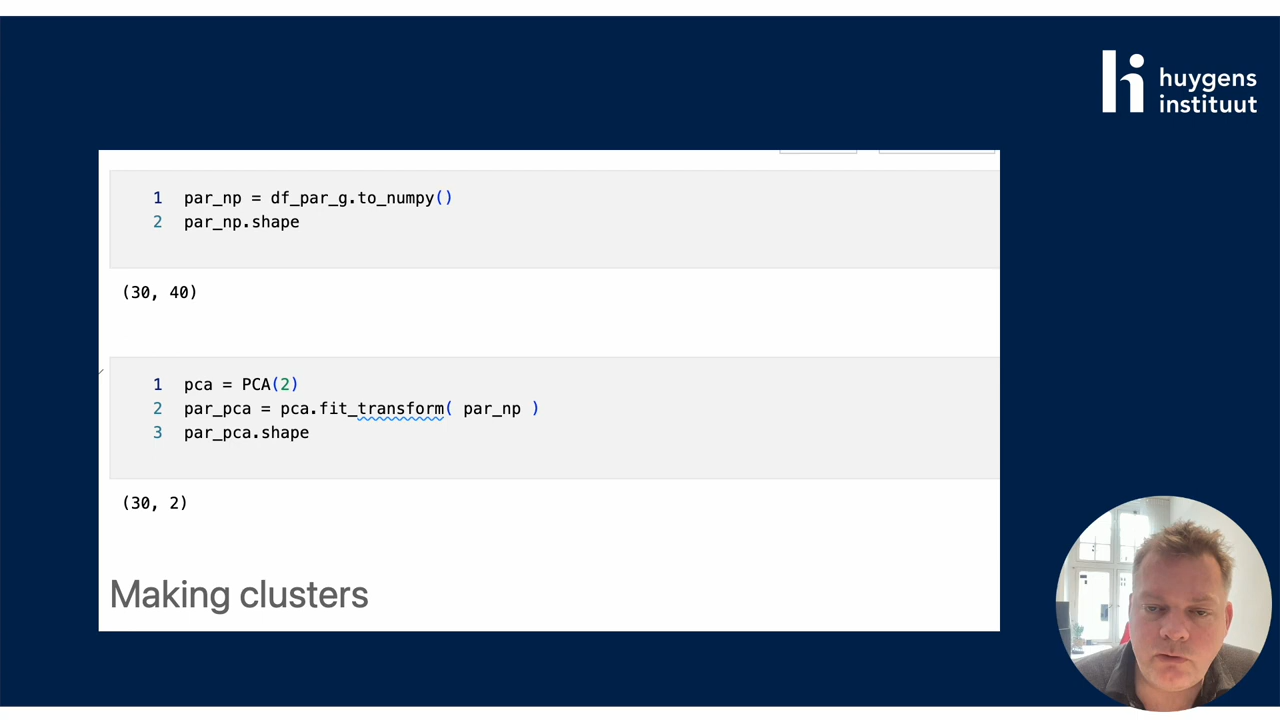 huygens
instituut
1 par_np = df_par_g.to_numpy()
2 par_np.shape
(30, 40)
1 pca = PCA(2)
2 par_pca = pca.fit_transform( par_np )
3 par_pca.shape
(30, 2)
Making clusters